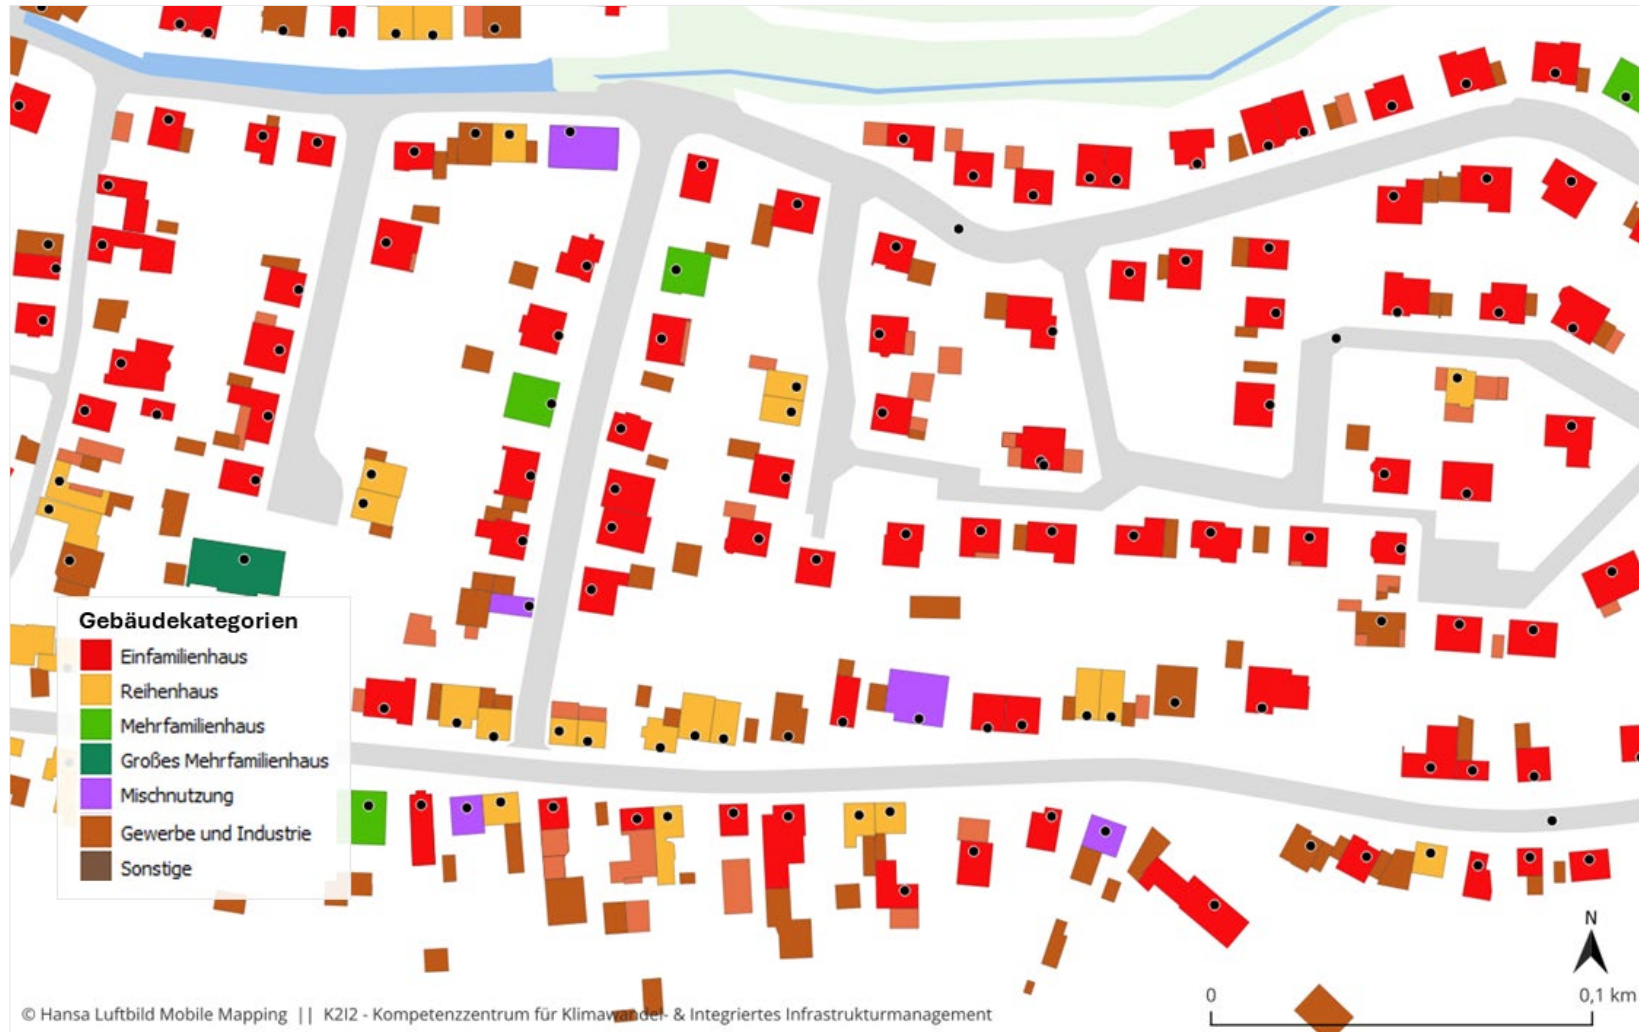 Gebäudekategorien
Einfamilienhaus
Reihenhaus
Mehrfamilienhaus
Großes Mehrfamilienhaus
Mischnutzung
Gewerbe und Industrie
Sonstige
N
0 0,1 km
© Hansa Luftbild Mobile Mapping || K2I2 - Kompetenzzentrum für Klimawandel- & Integriertes Infrastrukturmanagement